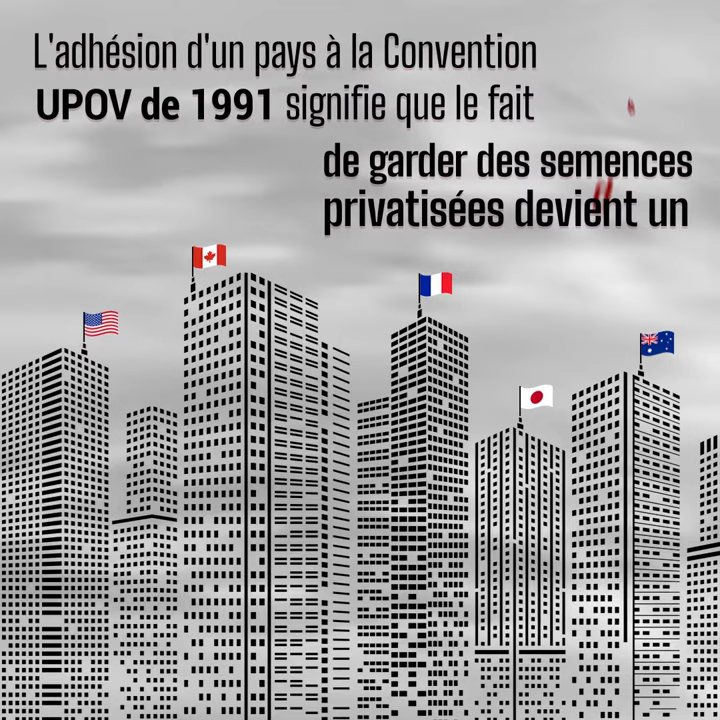 L'adhésion d'un pays à la Convention
UPOV de 1991 signifie que le fait
de garder des semences
privatisées devient un